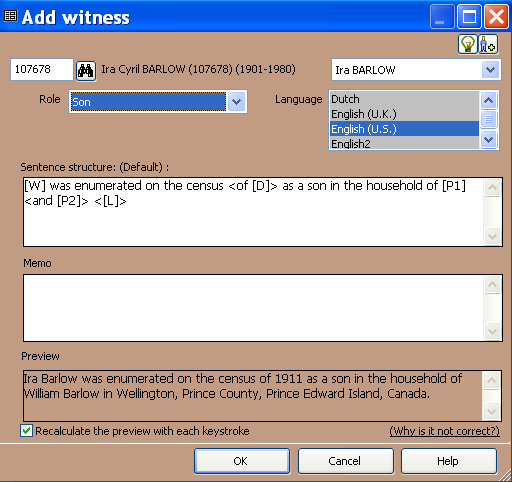 Add witness
107678 Ira Cyril BARLOW (107678) (1901-1980) Ira BARLOW
Role Son Language Dutch
English (U.K.)
English (U.S.)
English2
Sentence structure: (Default) :
[W] was enumerated on the census <of [D]> as a son in the household of [P1]
<and [P2]> <[L]>
Memo
Preview
Ira Barlow was enumerated on the census of 1911 as a son in the household of
William Barlow in Wellington, Prince County, Prince Edward Island, Canada.
Recalculate the preview with each keystroke (Why is it not correct?)
OK Cancel Help